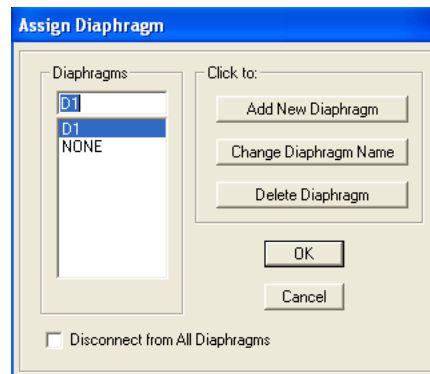 Assign Diaphragm
Diaphragms
D1
D1
NONE
Click to:
Add New Diaphragm
Change Diaphragm Name
Delete Diaphragm
OK
Cancel
Disconnect from All Diaphragms